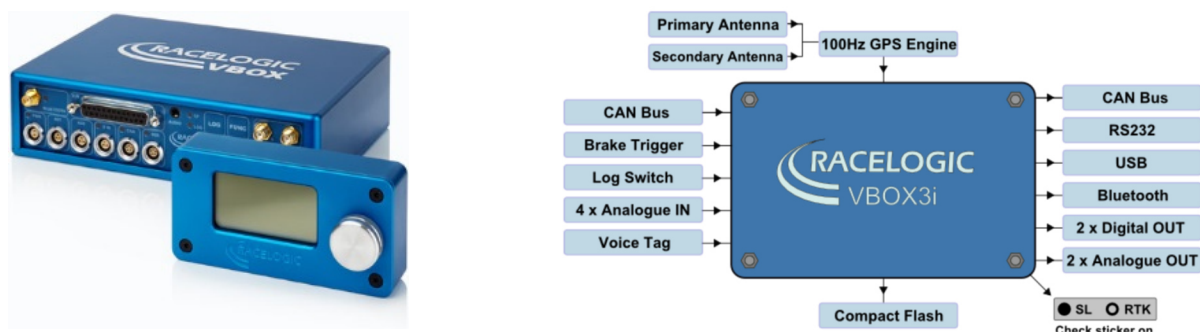 RACELOGIC
VBOX
LOG
FUNC
RACELOGIC
Primary Antenna
Secondary Antenna
100Hz GPS Engine
CAN Bus
Brake Trigger
Log Switch
4 x Analogue IN
Voice Tag
RACELOGIC
VBOX3i
CAN Bus
RS232
USB
Bluetooth
2 x Digital OUT
2 x Analogue OUT
Compact Flash
SL RTK
Check sticker on